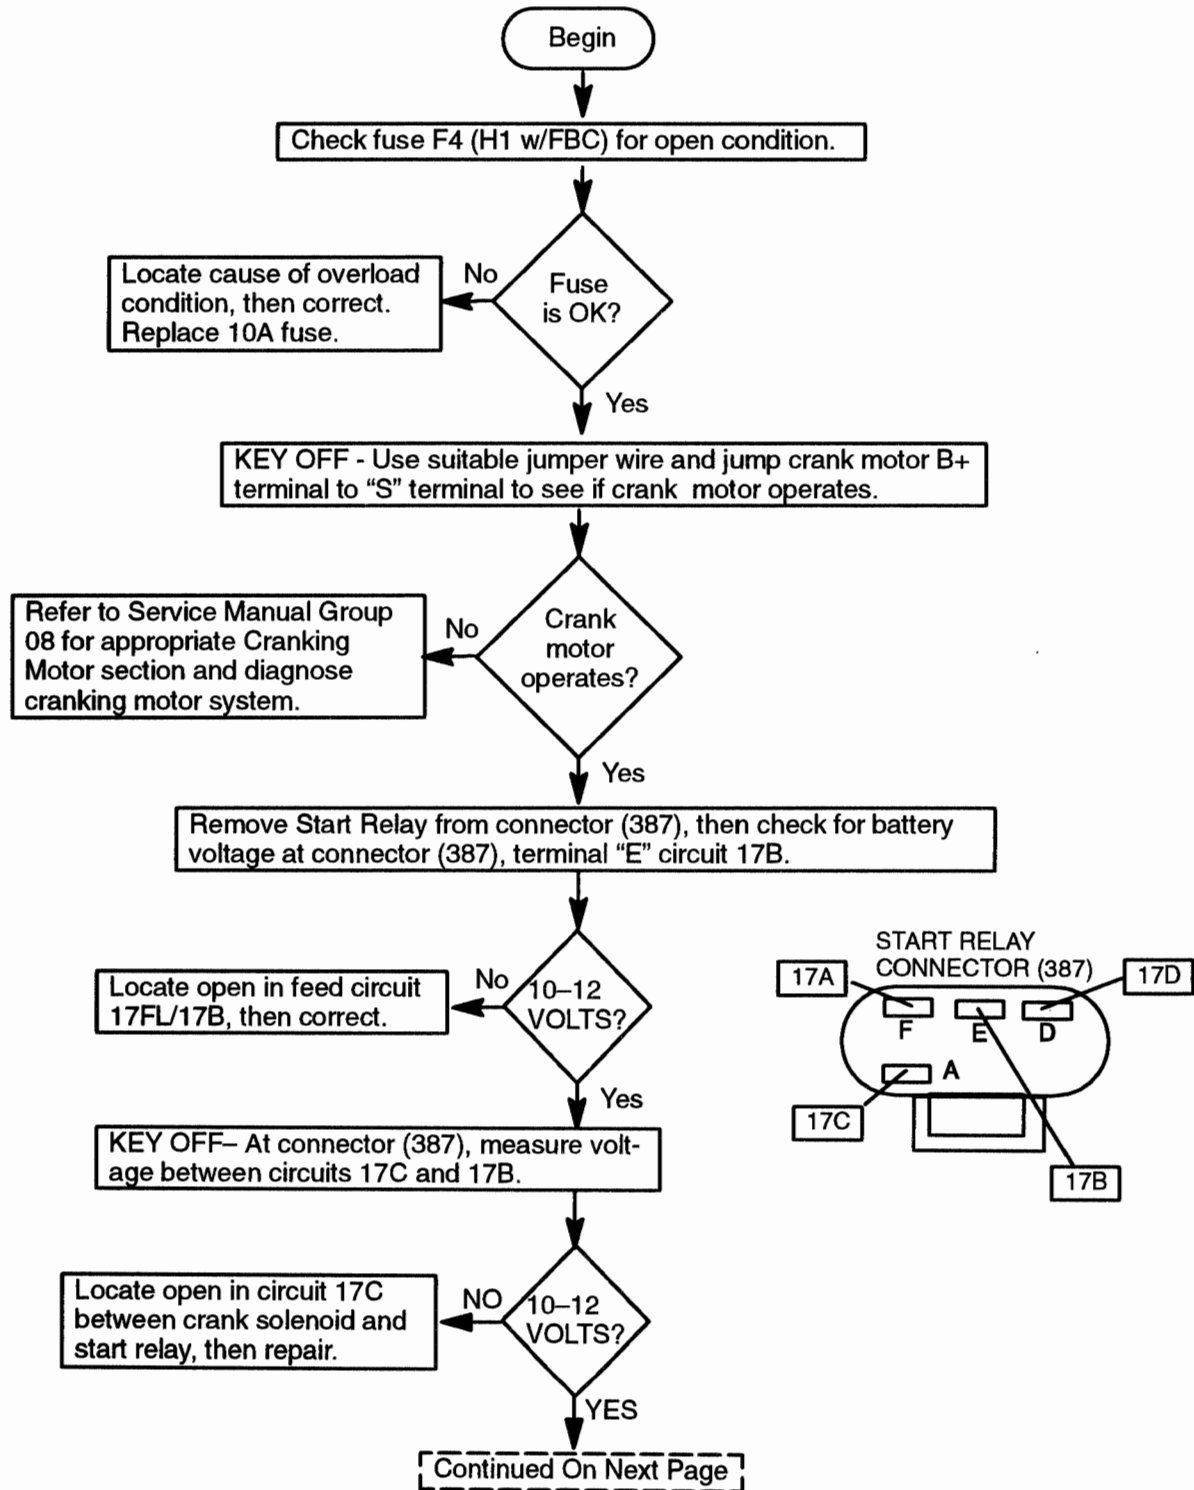 Begin
Check fuse F4 (H1 w/FBC) for open condition.
Fuse
is OK?
No
Locate cause of overload
condition, then correct.
Replace 10A fuse.
Yes
KEY OFF - Use suitable jumper wire and jump crank motor B+
terminal to “S” terminal to see if crank motor operates.
Crank
motor
operates?
No
Refer to Service Manual Group
08 for appropriate Cranking
Motor section and diagnose
cranking motor system.
Yes
Remove Start Relay from connector (387), then check for battery
voltage at connector (387), terminal “E” circuit 17B.
10–12
VOLTS?
No
Locate open in feed circuit
17FL/17B, then correct.
Yes
KEY OFF– At connector (387), measure volt-
age between circuits 17C and 17B.
10–12
VOLTS?
NO
Locate open in circuit 17C
between crank solenoid and
start relay, then repair.
YES
Continued On Next Page
START RELAY
CONNECTOR (387)
17A
17D
F
E
D
A
17C
17B